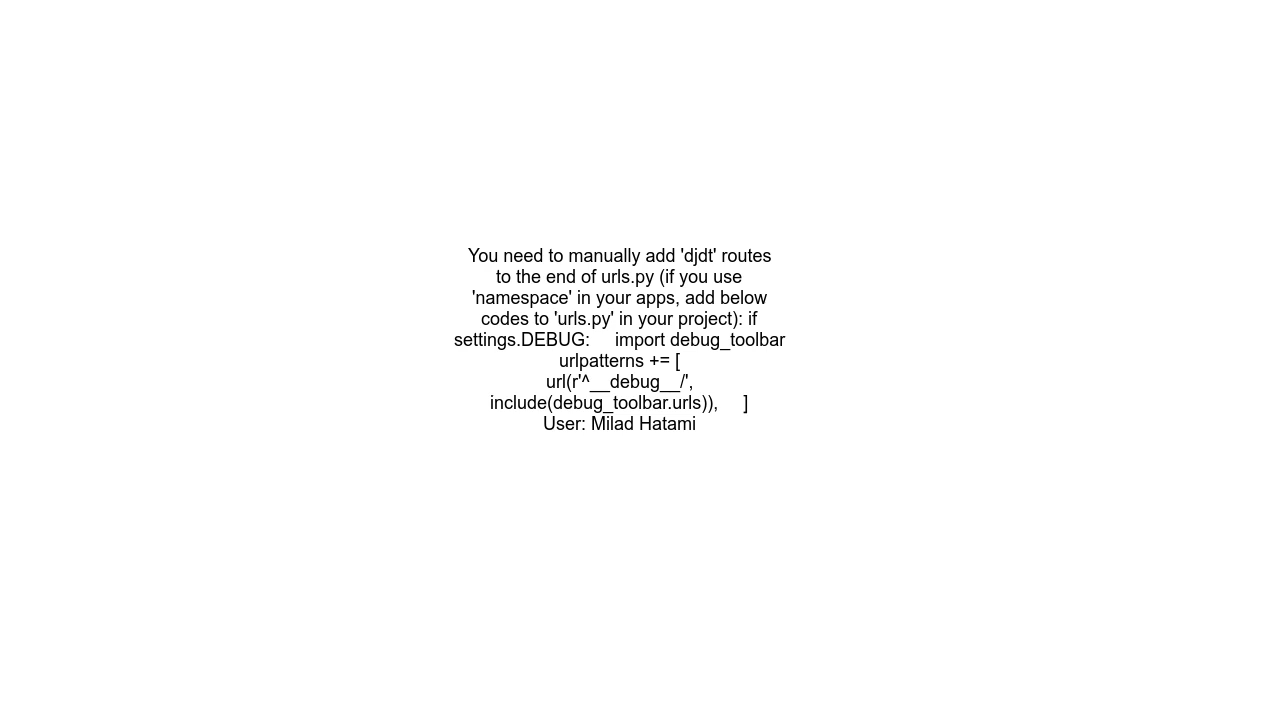 You need to manually add 'djdt' routes
to the end of urls.py (if you use
'namespace' in your apps, add below
codes to 'urls.py' in your project): if
settings.DEBUG:     import debug_toolbar
urlpatterns += [
url(r'^__debug__/',
include(debug_toolbar.urls)),     ]
User: Milad Hatami